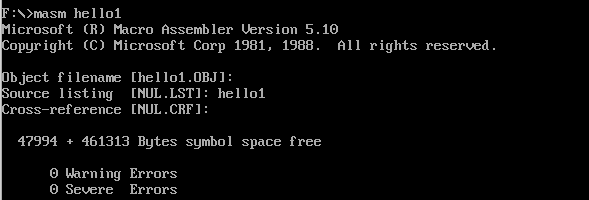 F:\>masm hello1
Microsoft (R) Macro Assembler Version 5.10
Copyright (C) Microsoft Corp 1981, 1988.  All rights reserved.

Object filename [hello1.OBJ]:
Source listing  [NUL.LST]: hello1
Cross-reference [NUL.CRF]:

  47994 + 461313 Bytes symbol space free

      0 Warning Errors
      0 Severe  Errors